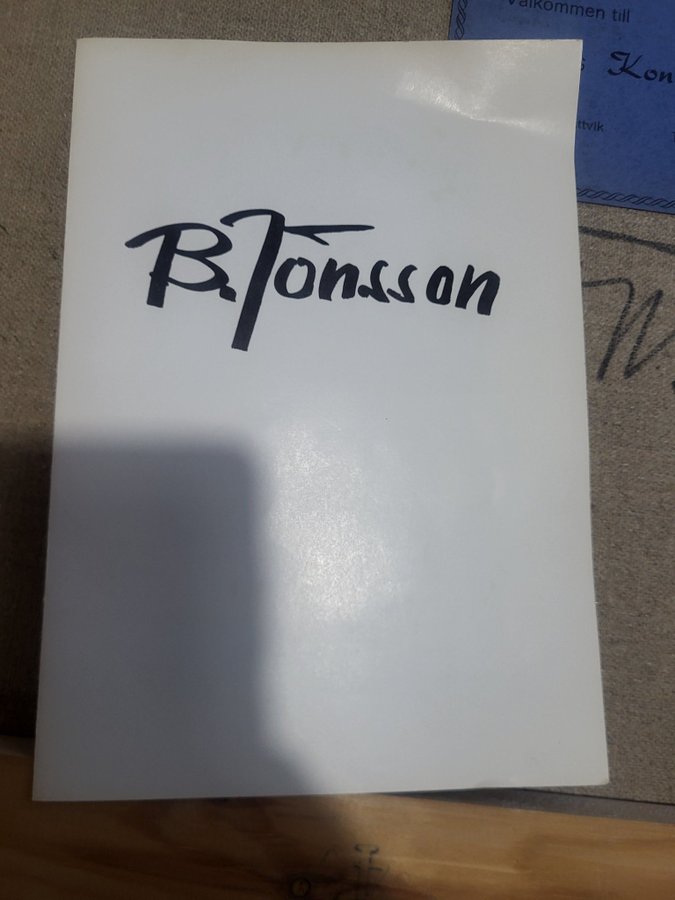 Välkommen till
s Kon
ttvik
B. Jonsson